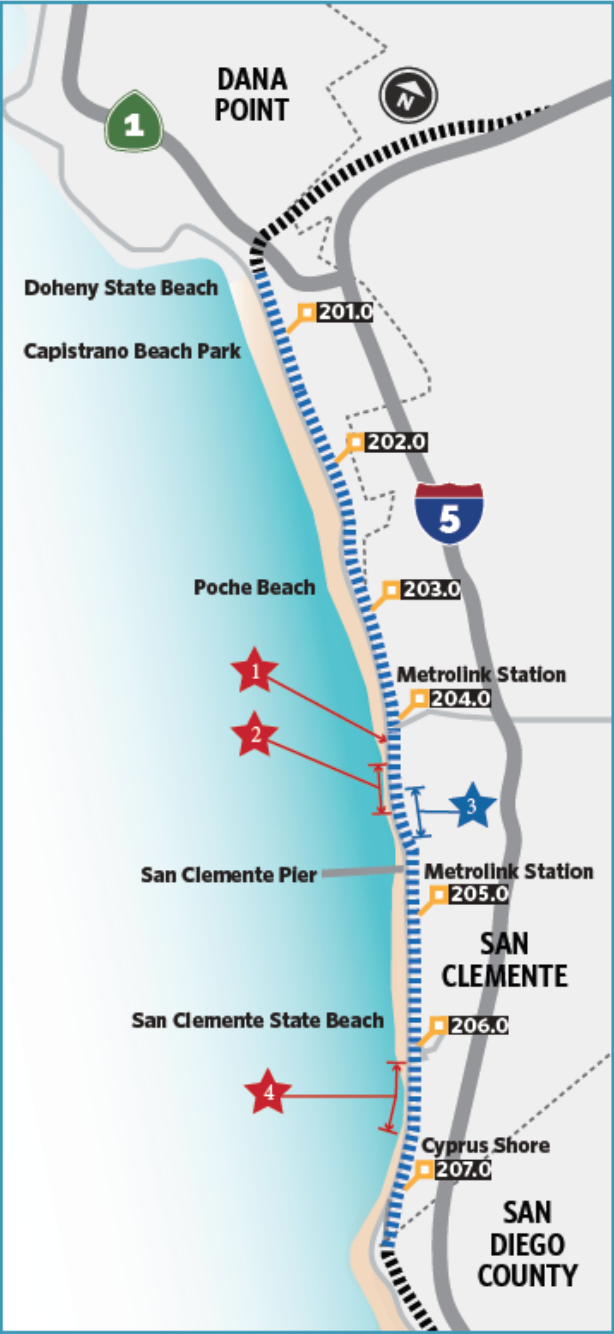 DANA
POINT
N
1
Doheny State Beach
201.0
Capistrano Beach Park
202.0
5
Poche Beach
203.0
1
Metrolink Station
204.0
2
3
San Clemente Pier
Metrolink Station
205.0
SAN
CLEMENTE
San Clemente State Beach
206.0
4
Cyprus Shore
207.0
SAN
DIEGO
COUNTY